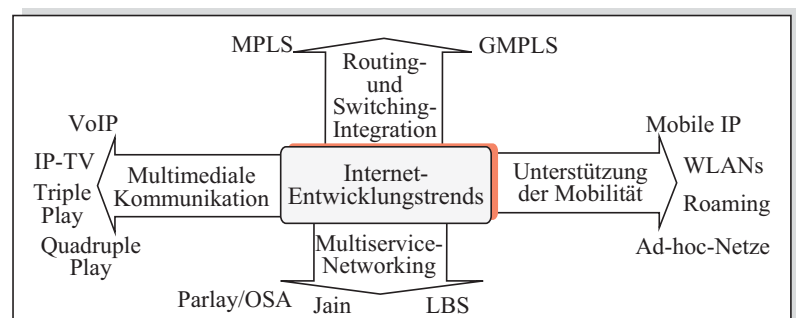 MPLS
GMPLS
Routing-
und
Switching-
Integration
VoIP
IP-TV
Triple
Play
Quadruple
Play
Multimediale
Kommunikation
Internet-
Entwicklungstrends
Unterstützung
der Mobilität
Mobile IP
WLANs
Roaming
Ad-hoc-Netze
Multiservice-
Networking
Parlay/OSA
Jain
LBS